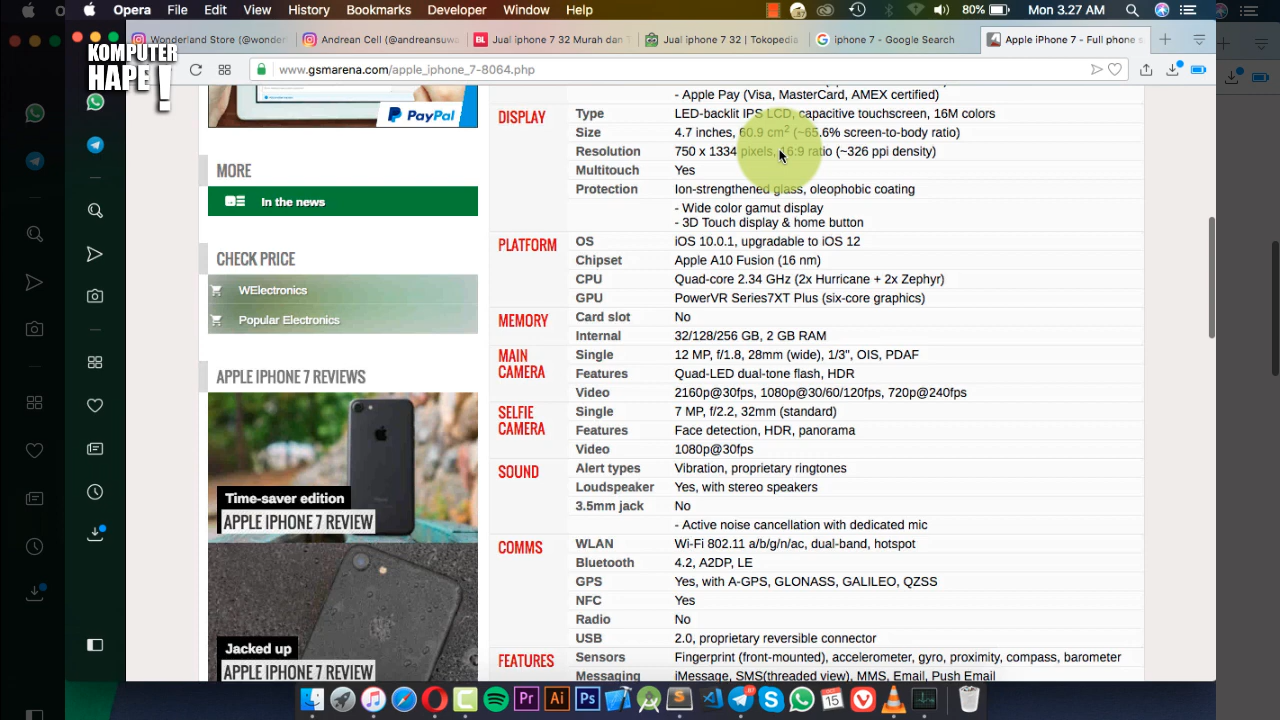 Opera File Edit View History Bookmarks Developer Window Help 80% Mon 3.27 AM
KOMPUTER
HAPE!
Wonderland Store (@wonder
Andrean Cell (@andreansuwa
BL Jual iphone 7 32 Murah dan T
Jual iphone 7 32 | Tokopedia
iphone 7 - Google Search
Apple iPhone 7 - Full phone s
www.gsmarena.com/apple_iphone_7-8064.php
PayPal
MORE
In the news
CHECK PRICE
WElectronics
Popular Electronics
APPLE IPHONE 7 REVIEWS
Time-saver edition
APPLE IPHONE 7 REVIEW
Jacked up
APPLE IPHONE 7 REVIEW
- Apple Pay (Visa, MasterCard, AMEX certified)
DISPLAY Type LED-backlit IPS LCD, capacitive touchscreen, 16M colors
Size 4.7 inches, 60.9 cm2 (~65.6% screen-to-body ratio)
Resolution 750 x 1334 pixels, 16:9 ratio (~326 ppi density)
Multitouch Yes
Protection Ion-strengthened glass, oleophobic coating
- Wide color gamut display
- 3D Touch display & home button
PLATFORM OS iOS 10.0.1, upgradable to iOS 12
Chipset Apple A10 Fusion (16 nm)
CPU Quad-core 2.34 GHz (2x Hurricane + 2x Zephyr)
GPU PowerVR Series7XT Plus (six-core graphics)
MEMORY Card slot No
Internal 32/128/256 GB, 2 GB RAM
MAIN CAMERA Single 12 MP, f/1.8, 28mm (wide), 1/3", OIS, PDAF
Features Quad-LED dual-tone flash, HDR
Video 2160p@30fps, 1080p@30/60/120fps, 720p@240fps
SELFIE CAMERA Single 7 MP, f/2.2, 32mm (standard)
Features Face detection, HDR, panorama
Video 1080p@30fps
SOUND Alert types Vibration, proprietary ringtones
Loudspeaker Yes, with stereo speakers
3.5mm jack No
- Active noise cancellation with dedicated mic
COMMS WLAN Wi-Fi 802.11 a/b/g/n/ac, dual-band, hotspot
Bluetooth 4.2, A2DP, LE
GPS Yes, with A-GPS, GLONASS, GALILEO, QZSS
NFC Yes
Radio No
USB 2.0, proprietary reversible connector
FEATURES Sensors Fingerprint (front-mounted), accelerometer, gyro, proximity, compass, barometer
Messaging iMessage, SMS(threaded view), MMS, Email, Push Email
Pr Ai Ps 15